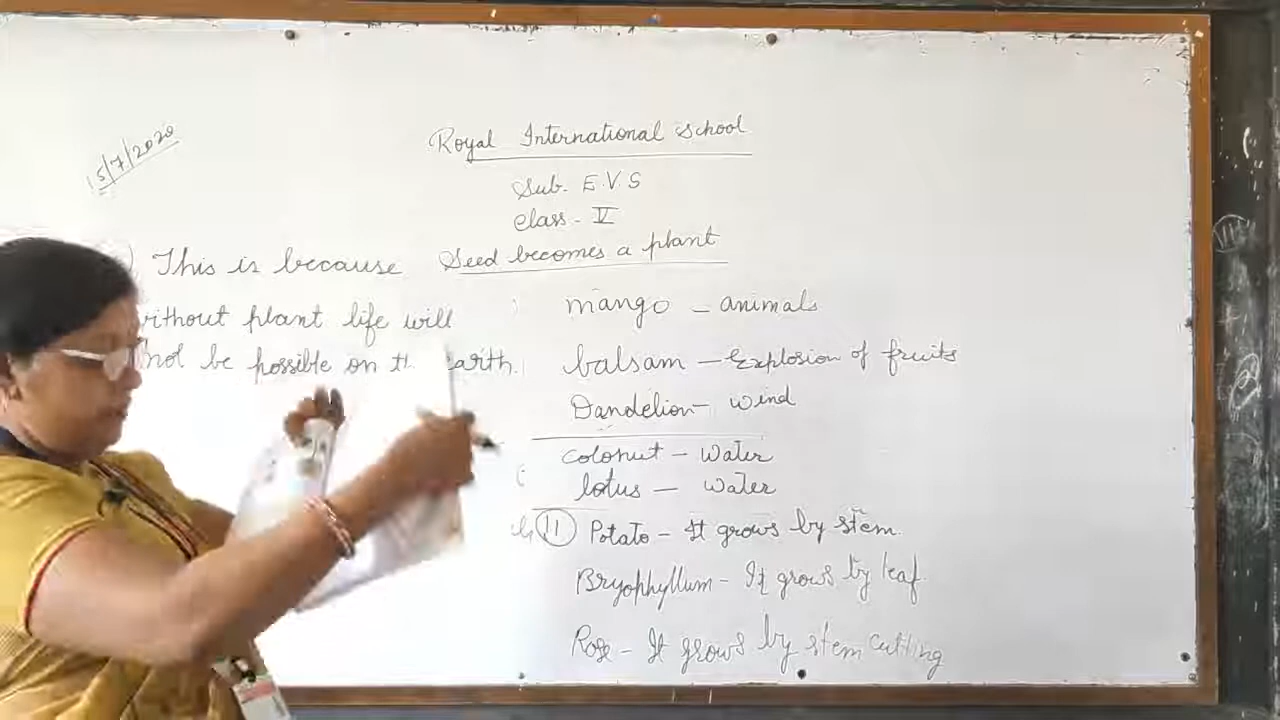 15/7/2020
Royal International School
Sub. E.V.S
Class - V
Seed becomes a plant
This is because
without plant life will
not be possible on th earth.
mango - animals
balsam - Explosion of fruits
Dandelion - wind
coconut - Water
lotus - Water
11 Potato - It grows by stem.
Bryophyllum - It grows by leaf.
Rose - It grows by stem cutting